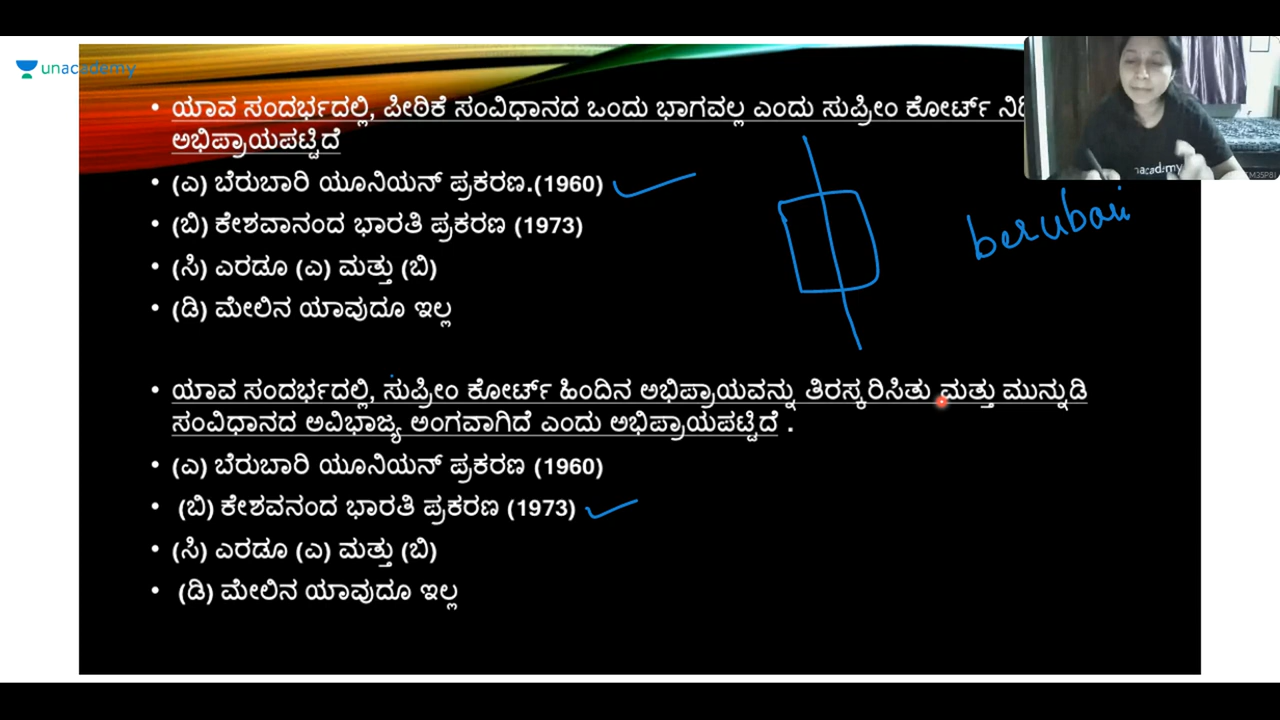 unacademy
• ಯಾವ ಸಂದರ್ಭದಲ್ಲಿ, ಪೀಠಿಕೆ ಸಂವಿಧಾನದ ಒಂದು ಭಾಗವಲ್ಲ ಎಂದು ಸುಪ್ರೀಂ ಕೋರ್ಟ್
ಅಭಿಪ್ರಾಯಪಟ್ಟಿದೆ
• (ಎ) ಬೆರುಬಾರಿ ಯೂನಿಯನ್ ಪ್ರಕರಣ.(1960)
• (ಬಿ) ಕೇಶವಾನಂದ ಭಾರತಿ ಪ್ರಕರಣ (1973)
• (ಸಿ) ಎರಡೂ (ಎ) ಮತ್ತು (ಬಿ)
• (ಡಿ) ಮೇಲಿನ ಯಾವುದೂ ಇಲ್ಲ
berubari
• ಯಾವ ಸಂದರ್ಭದಲ್ಲಿ, ಸುಪ್ರೀಂ ಕೋರ್ಟ್ ಹಿಂದಿನ ಅಭಿಪ್ರಾಯವನ್ನು ತಿರಸ್ಕರಿಸಿತು ಮತ್ತು ಮುನ್ನುಡಿ
ಸಂವಿಧಾನದ ಅವಿಭಾಜ್ಯ ಅಂಗವಾಗಿದೆ ಎಂದು ಅಭಿಪ್ರಾಯಪಟ್ಟಿದೆ .
• (ಎ) ಬೆರುಬಾರಿ ಯೂನಿಯನ್ ಪ್ರಕರಣ (1960)
• (ಬಿ) ಕೇಶವನಂದ ಭಾರತಿ ಪ್ರಕರಣ (1973)
• (ಸಿ) ಎರಡೂ (ಎ) ಮತ್ತು (ಬಿ)
• (ಡಿ) ಮೇಲಿನ ಯಾವುದೂ ಇಲ್ಲ